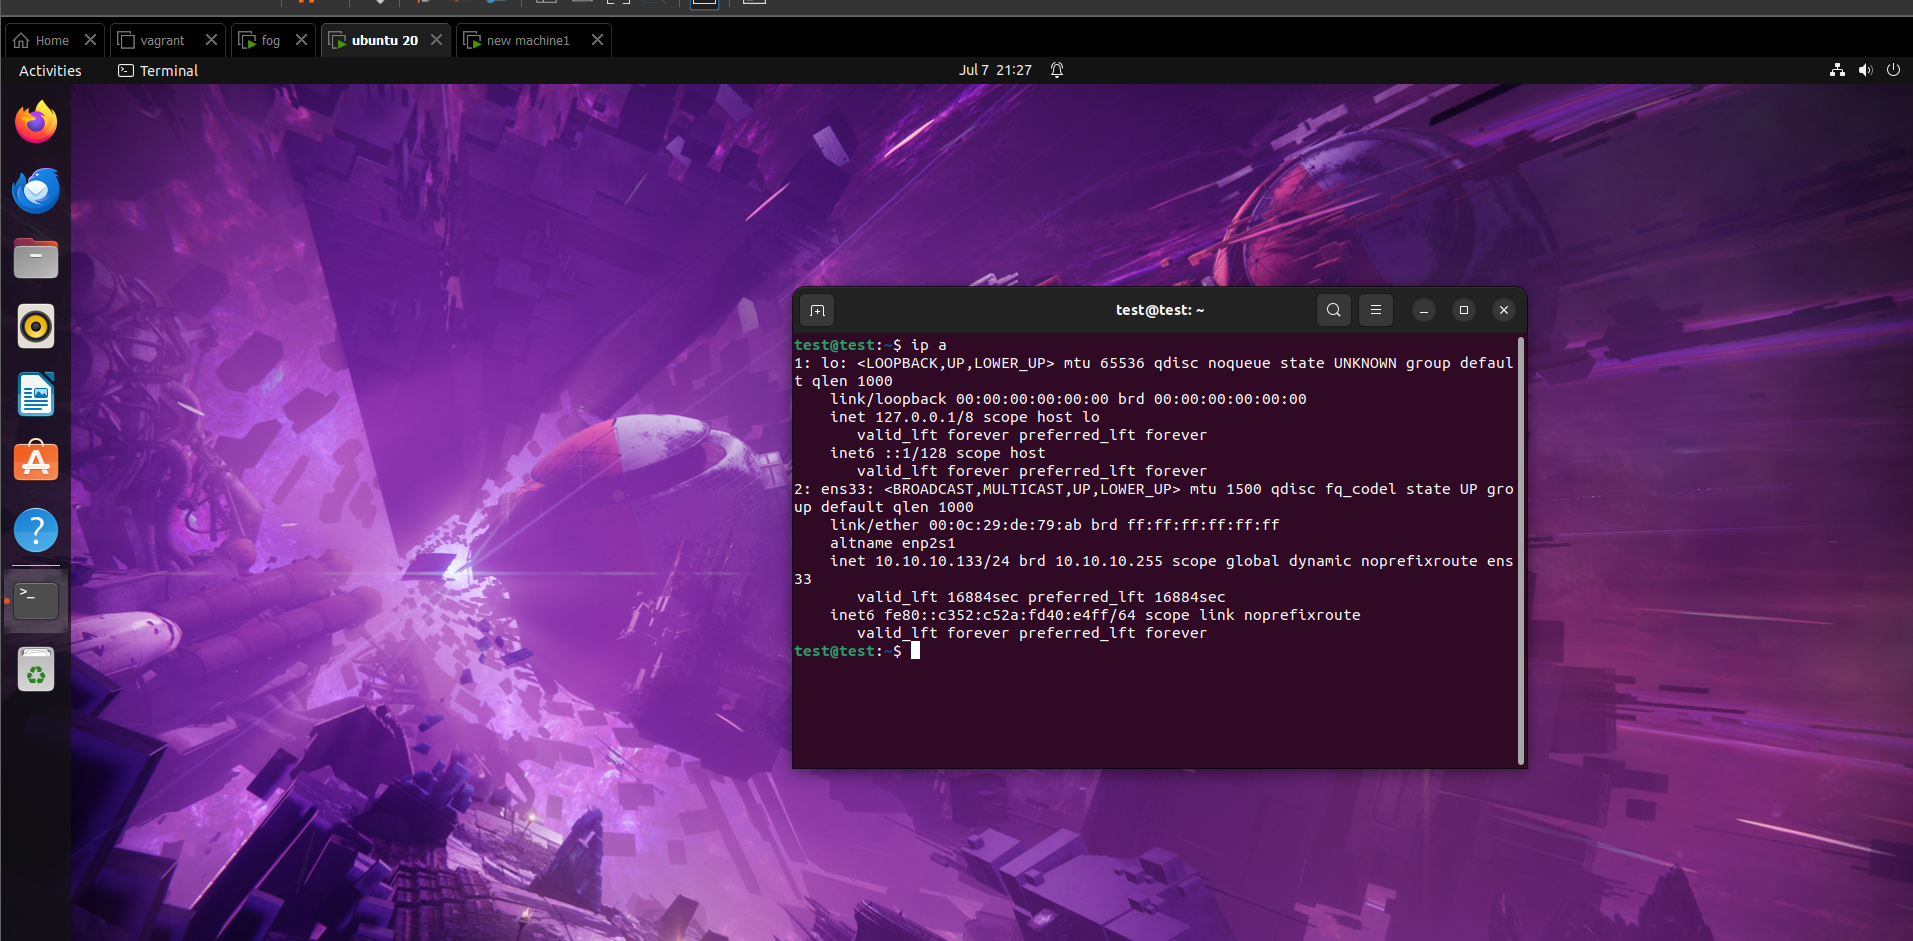 Home
vagrant
fog
ubuntu 20
new machine1
Activities
Terminal
Jul 7 21:27
test@test: ~
test@test:~$ ip a
1: lo: <LOOPBACK,UP,LOWER_UP> mtu 65536 qdisc noqueue state UNKNOWN group defaul
t qlen 1000
link/loopback 00:00:00:00:00:00 brd 00:00:00:00:00:00
inet 127.0.0.1/8 scope host lo
valid_lft forever preferred_lft forever
inet6 ::1/128 scope host
valid_lft forever preferred_lft forever
2: ens33: <BROADCAST,MULTICAST,UP,LOWER_UP> mtu 1500 qdisc fq_codel state UP gro
up default qlen 1000
link/ether 00:0c:29:de:79:ab brd ff:ff:ff:ff:ff:ff
altname enp2s1
inet 10.10.10.133/24 brd 10.10.10.255 scope global dynamic noprefixroute ens
33
valid_lft 16884sec preferred_lft 16884sec
inet6 fe80::c352:c52a:fd40:e4ff/64 scope link noprefixroute
valid_lft forever preferred_lft forever
test@test:~$